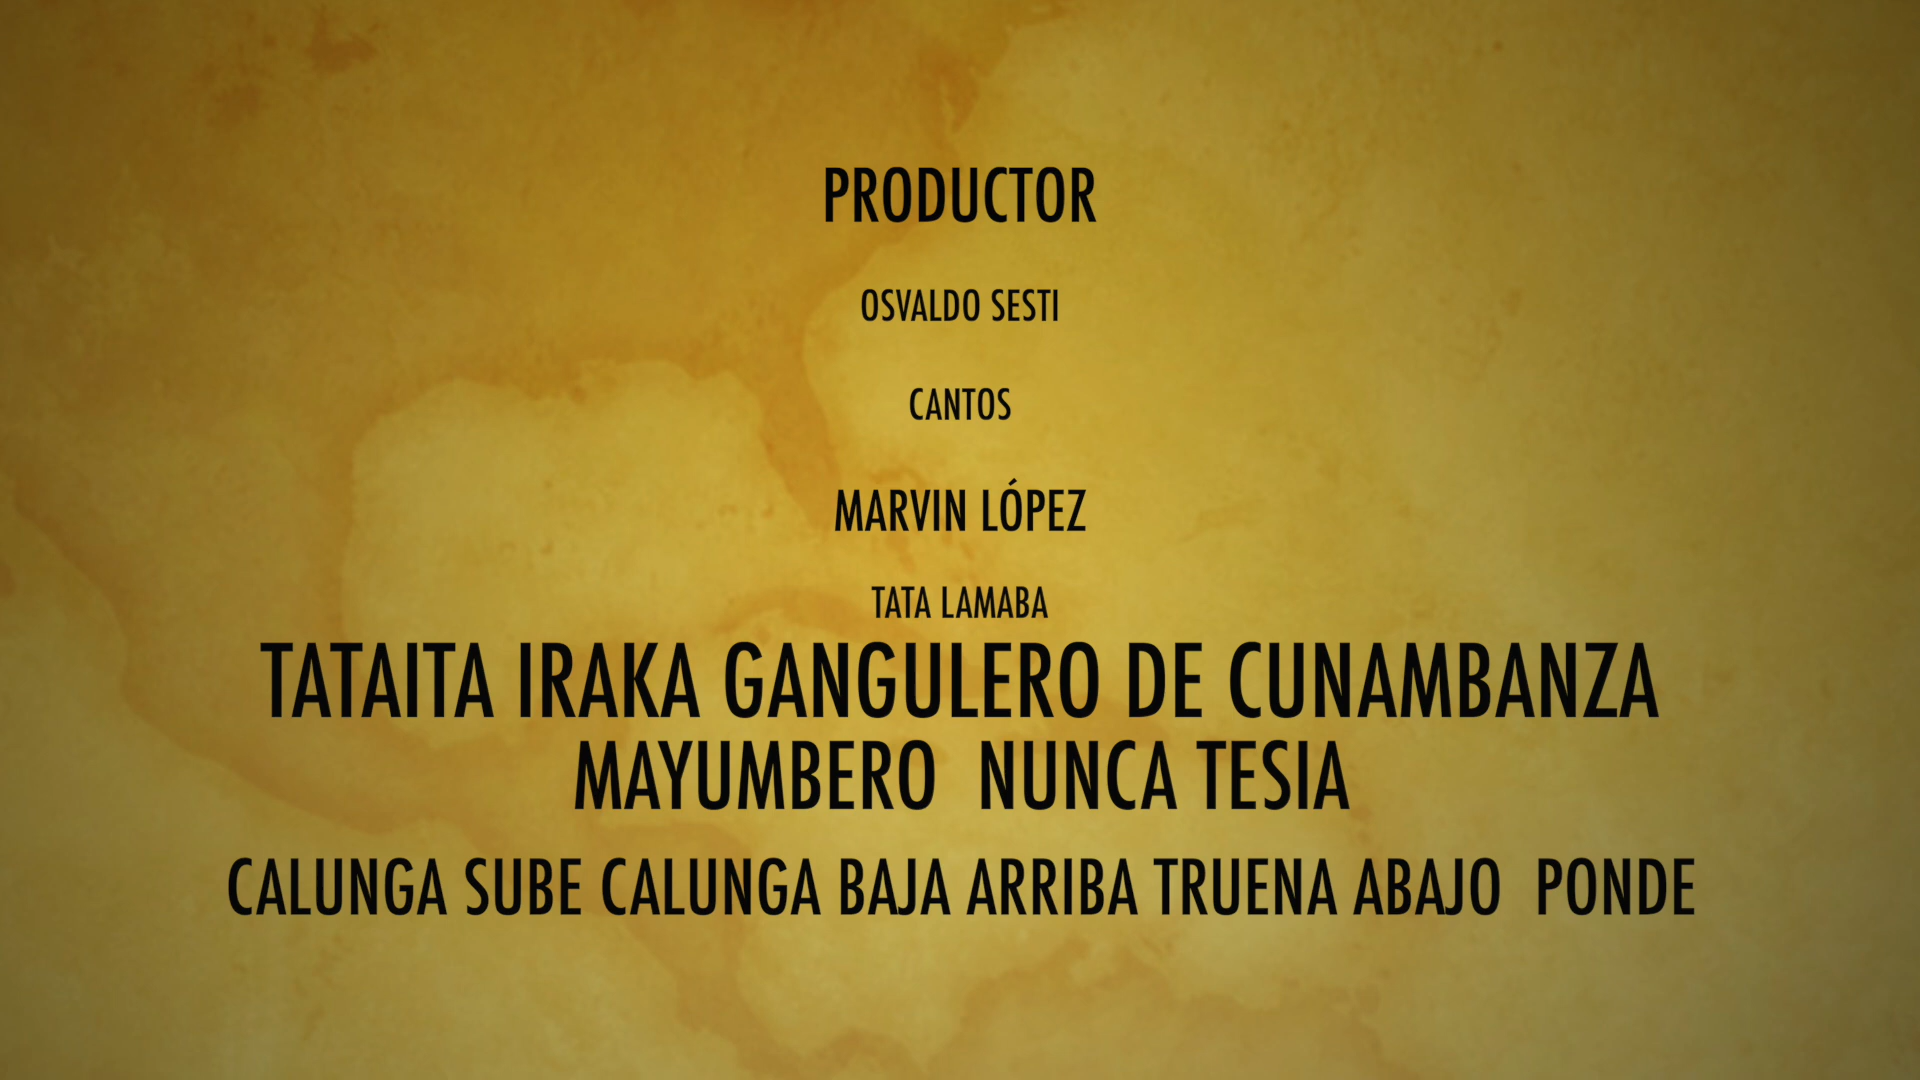 PRODUCTOR
OSVALDO SESTI
CANTOS
MARVIN LÓPEZ
TATA LAMABA
TATAITA IRAKA GANGULERO DE CUNAMBANZA
MAYUMBERO  NUNCA TESIA
CALUNGA SUBE CALUNGA BAJA ARRIBA TRUENA ABAJO  PONDE